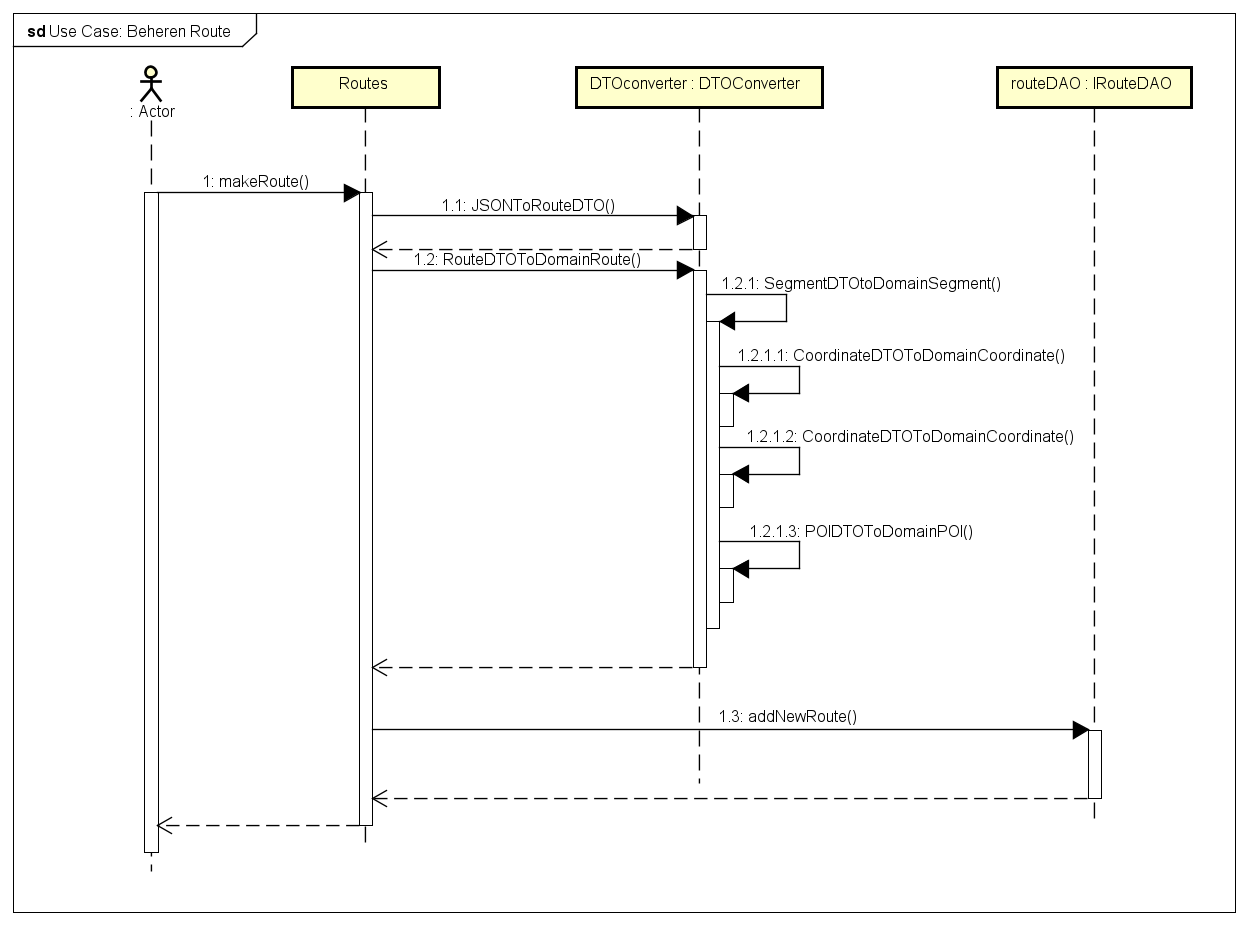 sd Use Case: Beheren Route
: Actor
Routes
DTOconverter : DTOConverter
routeDAO : IRouteDAO
1: makeRoute()
1.1: JSONToRouteDTO()
1.2: RouteDTOToDomainRoute()
1.2.1: SegmentDTOtoDomainSegment()
1.2.1.1: CoordinateDTOToDomainCoordinate()
1.2.1.2: CoordinateDTOToDomainCoordinate()
1.2.1.3: POIDTOToDomainPOI()
1.3: addNewRoute()